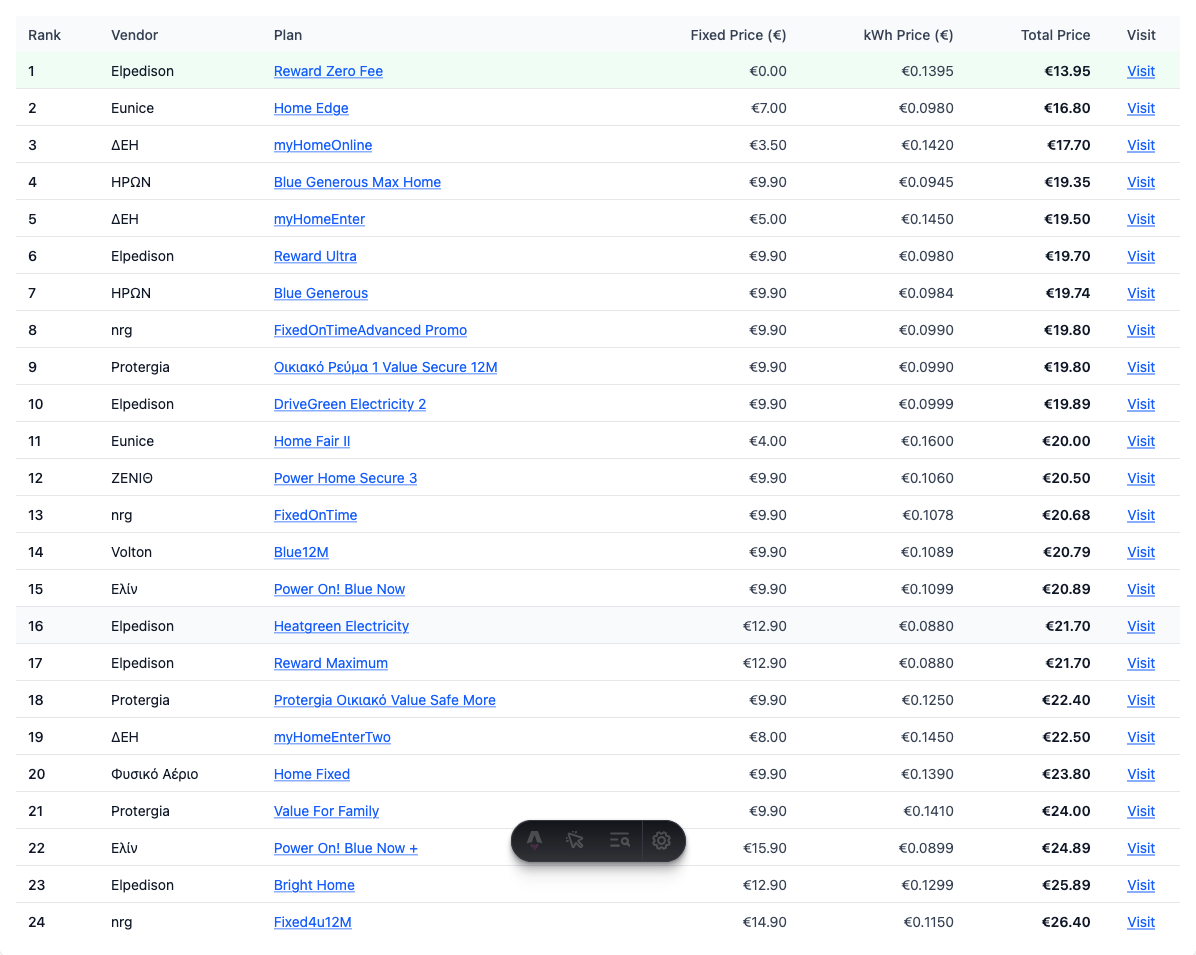 Rank Vendor Plan Fixed Price (€) kWh Price (€) Total Price Visit
1 Elpedison Reward Zero Fee €0.00 €0.1395 €13.95 Visit
2 Eunice Home Edge €7.00 €0.0980 €16.80 Visit
3 ΔΕΗ myHomeOnline €3.50 €0.1420 €17.70 Visit
4 ΗΡΩΝ Blue Generous Max Home €9.90 €0.0945 €19.35 Visit
5 ΔΕΗ myHomeEnter €5.00 €0.1450 €19.50 Visit
6 Elpedison Reward Ultra €9.90 €0.0980 €19.70 Visit
7 ΗΡΩΝ Blue Generous €9.90 €0.0984 €19.74 Visit
8 nrg FixedOnTimeAdvanced Promo €9.90 €0.0990 €19.80 Visit
9 Protergia Οικιακό Ρεύμα 1 Value Secure 12M €9.90 €0.0990 €19.80 Visit
10 Elpedison DriveGreen Electricity 2 €9.90 €0.0999 €19.89 Visit
11 Eunice Home Fair II €4.00 €0.1600 €20.00 Visit
12 ΖΕΝΙΘ Power Home Secure 3 €9.90 €0.1060 €20.50 Visit
13 nrg FixedOnTime €9.90 €0.1078 €20.68 Visit
14 Volton Blue12M €9.90 €0.1089 €20.79 Visit
15 Ελίν Power On! Blue Now €9.90 €0.1099 €20.89 Visit
16 Elpedison Heatgreen Electricity €12.90 €0.0880 €21.70 Visit
17 Elpedison Reward Maximum €12.90 €0.0880 €21.70 Visit
18 Protergia Protergia Οικιακό Value Safe More €9.90 €0.1250 €22.40 Visit
19 ΔΕΗ myHomeEnterTwo €8.00 €0.1450 €22.50 Visit
20 Φυσικό Αέριο Home Fixed €9.90 €0.1390 €23.80 Visit
21 Protergia Value For Family €9.90 €0.1410 €24.00 Visit
22 Ελίν Power On! Blue Now + €15.90 €0.0899 €24.89 Visit
23 Elpedison Bright Home €12.90 €0.1299 €25.89 Visit
24 nrg Fixed4u12M €14.90 €0.1150 €26.40 Visit